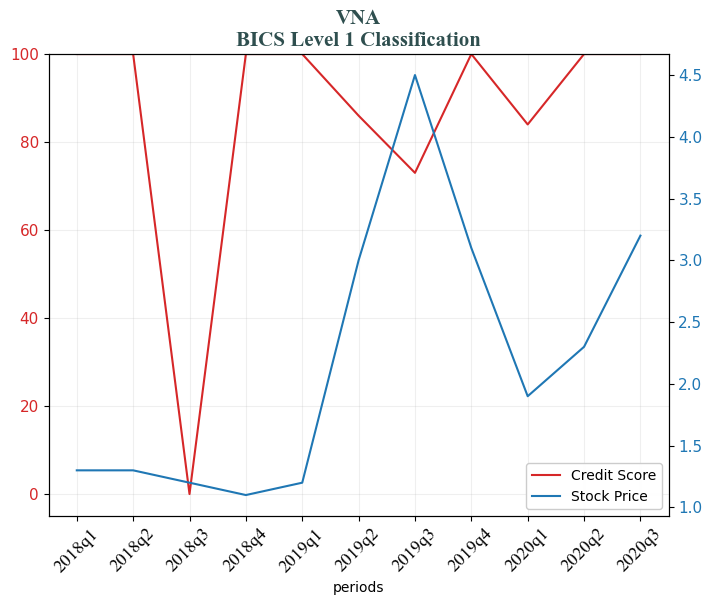 VNA
BICS Level 1 Classification
100
80
60
40
20
0
4.5
4.0
3.5
3.0
2.5
2.0
1.5
1.0
Credit Score
Stock Price
2018q1 2018q2 2018q3 2018q4 2019q1 2019q2 2019q3 2019q4 2020q1 2020q2 2020q3
periods